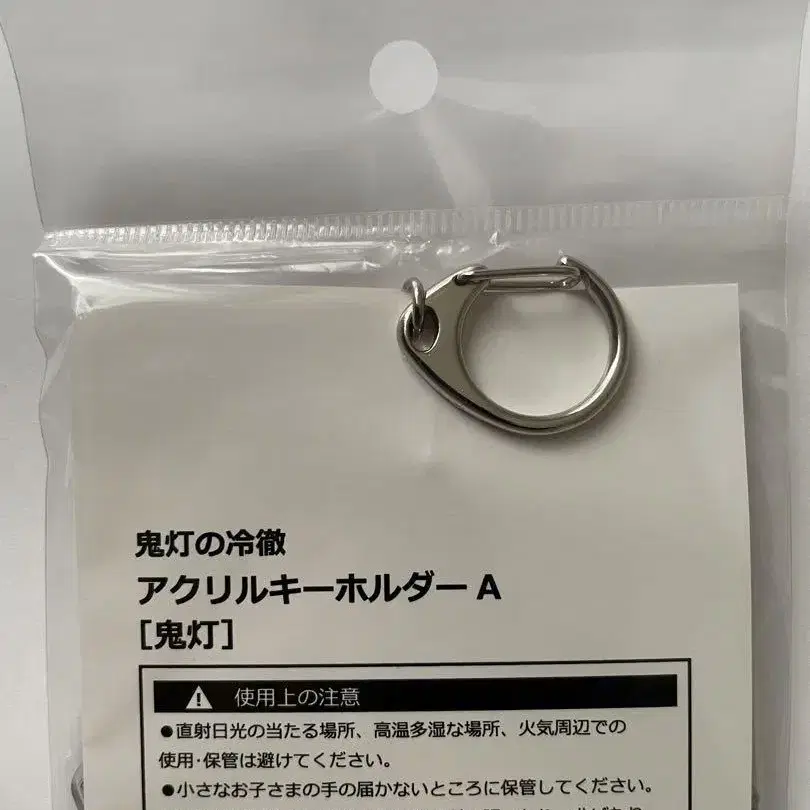 鬼灯の冷徹
アクリルキーホルダー A
[鬼灯]
使用上の注意
●直射日光の当たる場所、高温多湿な場所、火気周辺での
使用･保管は避けてください。
●小さなお子さまの手の届かないところに保管してください。